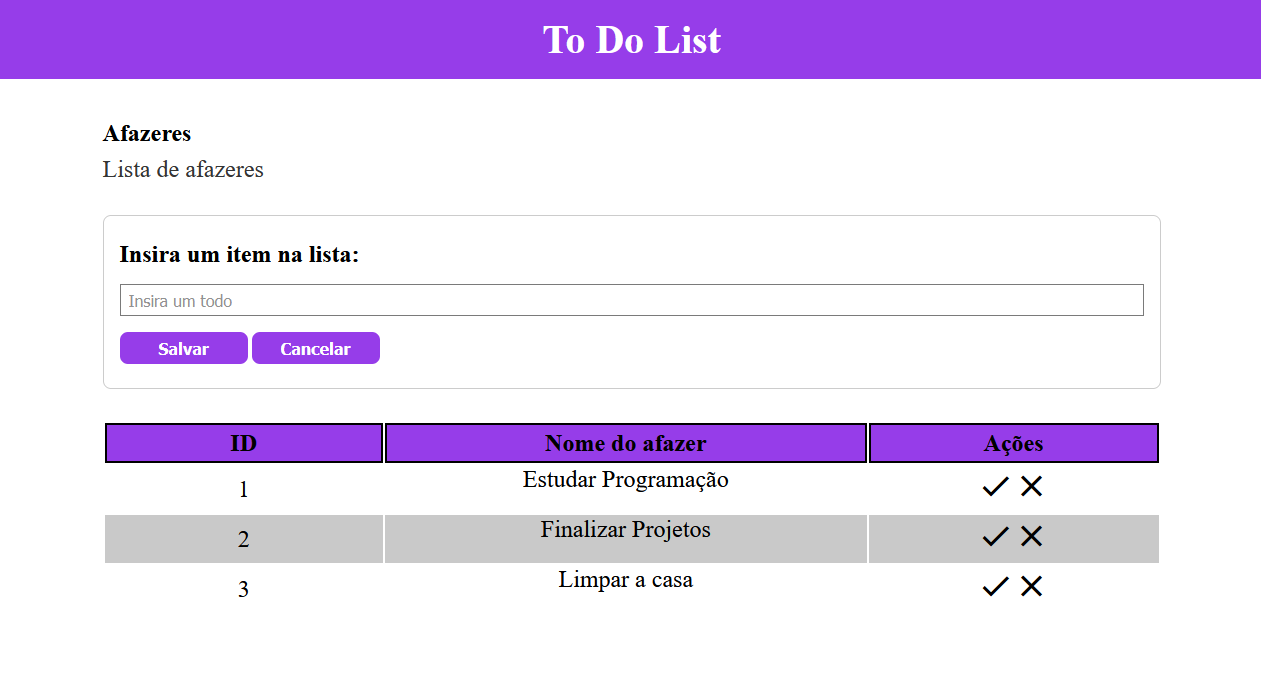 To Do List
Afazeres
Lista de afazeres
Insira um item na lista:
Insira um todo
Salvar Cancelar
ID Nome do afazer Ações
1 Estudar Programação
2 Finalizar Projetos
3 Limpar a casa